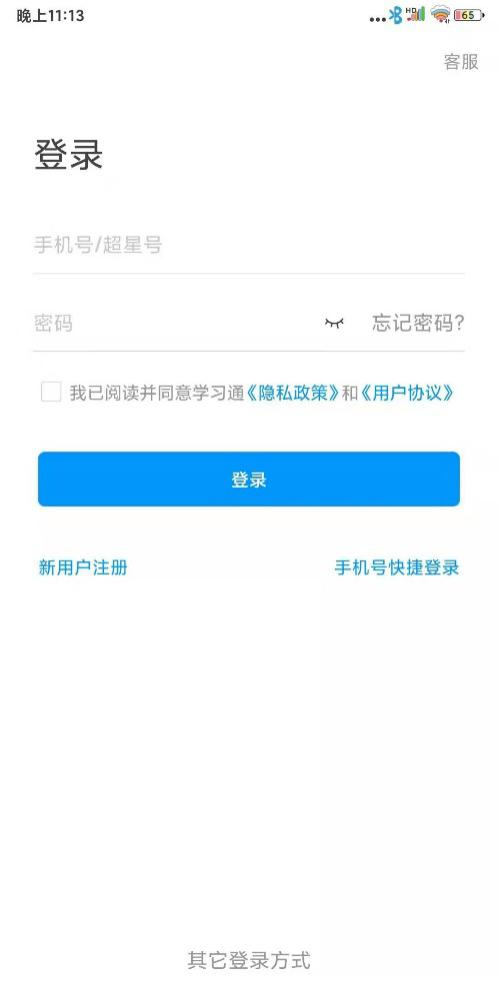 晚上11:13 HD 65
客服
登录
手机号/超星号
密码 忘记密码?
我已阅读并同意学习通《隐私政策》和《用户协议》
登录
新用户注册 手机号快捷登录
其它登录方式